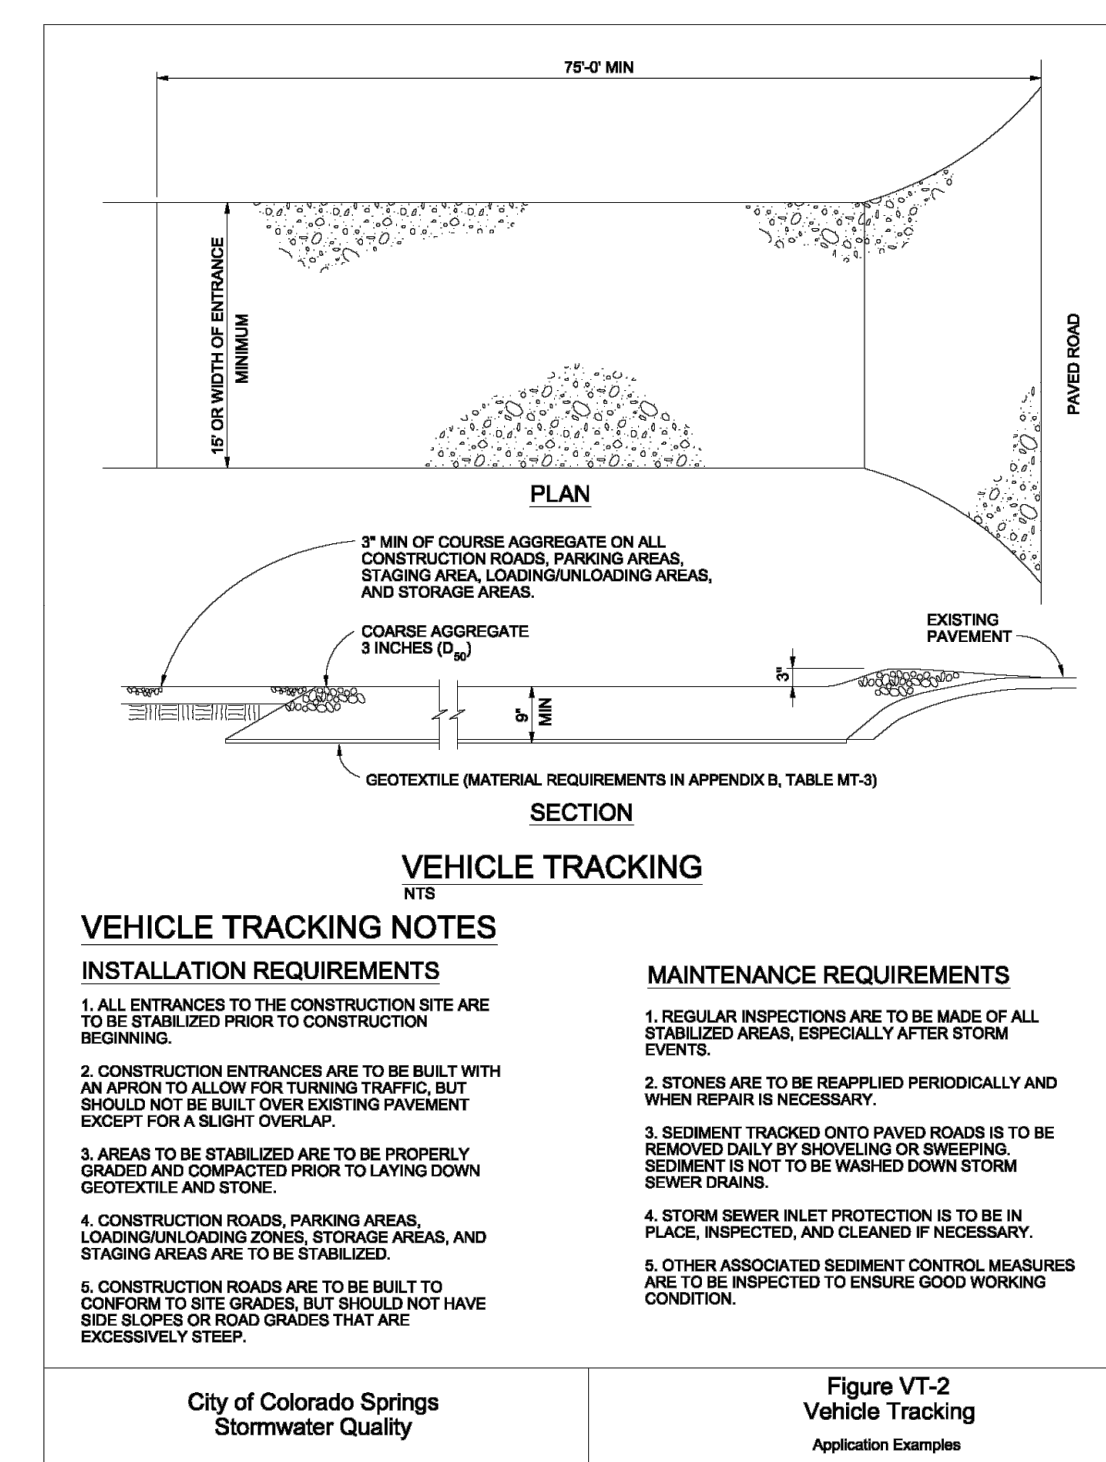 75'-0' MIN
15' OR WIDTH OF ENTRANCE
MINIMUM
PAVED ROAD
PLAN
3" MIN OF COURSE AGGREGATE ON ALL
CONSTRUCTION ROADS, PARKING AREAS,
STAGING AREA, LOADING/UNLOADING AREAS,
AND STORAGE AREAS.
COARSE AGGREGATE
3 INCHES (D50)
EXISTING
PAVEMENT
3"
9"
MIN
GEOTEXTILE (MATERIAL REQUIREMENTS IN APPENDIX B, TABLE MT-3)
SECTION
VEHICLE TRACKING
NTS
VEHICLE TRACKING NOTES
INSTALLATION REQUIREMENTS
1. ALL ENTRANCES TO THE CONSTRUCTION SITE ARE
TO BE STABILIZED PRIOR TO CONSTRUCTION
BEGINNING.
2. CONSTRUCTION ENTRANCES ARE TO BE BUILT WITH
AN APRON TO ALLOW FOR TURNING TRAFFIC, BUT
SHOULD NOT BE BUILT OVER EXISTING PAVEMENT
EXCEPT FOR A SLIGHT OVERLAP.
3. AREAS TO BE STABILIZED ARE TO BE PROPERLY
GRADED AND COMPACTED PRIOR TO LAYING DOWN
GEOTEXTILE AND STONE.
4. CONSTRUCTION ROADS, PARKING AREAS,
LOADING/UNLOADING ZONES, STORAGE AREAS, AND
STAGING AREAS ARE TO BE STABILIZED.
5. CONSTRUCTION ROADS ARE TO BE BUILT TO
CONFORM TO SITE GRADES, BUT SHOULD NOT HAVE
SIDE SLOPES OR ROAD GRADES THAT ARE
EXCESSIVELY STEEP.
MAINTENANCE REQUIREMENTS
1. REGULAR INSPECTIONS ARE TO BE MADE OF ALL
STABILIZED AREAS, ESPECIALLY AFTER STORM
EVENTS.
2. STONES ARE TO BE REAPPLIED PERIODICALLY AND
WHEN REPAIR IS NECESSARY.
3. SEDIMENT TRACKED ONTO PAVED ROADS IS TO BE
REMOVED DAILY BY SHOVELING OR SWEEPING.
SEDIMENT IS NOT TO BE WASHED DOWN STORM
SEWER DRAINS.
4. STORM SEWER INLET PROTECTION IS TO BE IN
PLACE, INSPECTED, AND CLEANED IF NECESSARY.
5. OTHER ASSOCIATED SEDIMENT CONTROL MEASURES
ARE TO BE INSPECTED TO ENSURE GOOD WORKING
CONDITION.
City of Colorado Springs
Stormwater Quality
Figure VT-2
Vehicle Tracking
Application Examples